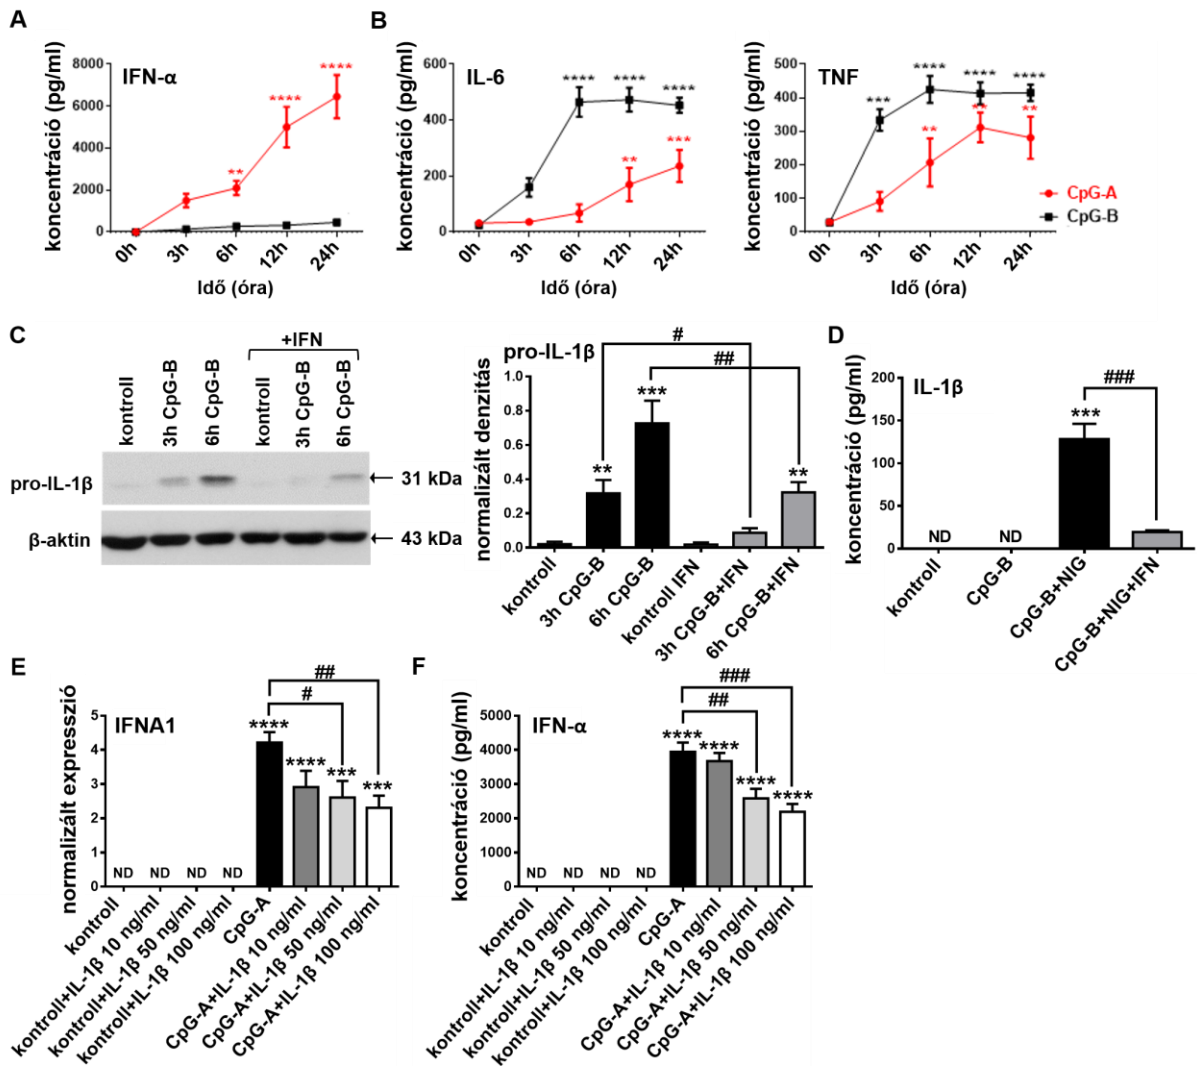 A
koncentráció (pg/ml)
8000
6000
4000
2000
0
IFN-α
**
****
****
0h
3h
6h
12h
24h
Idő (óra)
B
koncentráció (pg/ml)
600
400
200
0
IL-6
****
****
****
**
***
0h
3h
6h
12h
24h
Idő (óra)
koncentráció (pg/ml)
500
400
300
200
100
0
TNF
***
****
****
****
**
**
**
0h
3h
6h
12h
24h
Idő (óra)
CpG-A
CpG-B
C
+IFN
kontroll
3h CpG-B
6h CpG-B
kontroll
3h CpG-B
6h CpG-B
pro-IL-1β
31 kDa
β-aktin
43 kDa
pro-IL-1β
normalizált denzitás
1.0
0.8
0.6
0.4
0.2
0.0
#
##
**
***
**
kontroll
3h CpG-B
6h CpG-B
kontroll IFN
3h CpG-B+IFN
6h CpG-B+IFN
D
koncentráció (pg/ml)
200
150
100
50
0
IL-1β
###
***
ND
ND
kontroll
CpG-B
CpG-B+NIG
CpG-B+NIG+IFN
E
normalizált expresszió
5
4
3
2
1
0
IFNA1
##
#
****
****
***
***
ND
ND
ND
ND
kontroll
kontroll+IL-1β 10 ng/ml
kontroll+IL-1β 50 ng/ml
kontroll+IL-1β 100 ng/ml
CpG-A
CpG-A+IL-1β 10 ng/ml
CpG-A+IL-1β 50 ng/ml
CpG-A+IL-1β 100 ng/ml
F
koncentráció (pg/ml)
5000
4000
3000
2000
1000
0
IFN-α
###
##
****
****
****
****
ND
ND
ND
ND
kontroll
kontroll+IL-1β 10 ng/ml
kontroll+IL-1β 50 ng/ml
kontroll+IL-1β 100 ng/ml
CpG-A
CpG-A+IL-1β 10 ng/ml
CpG-A+IL-1β 50 ng/ml
CpG-A+IL-1β 100 ng/ml